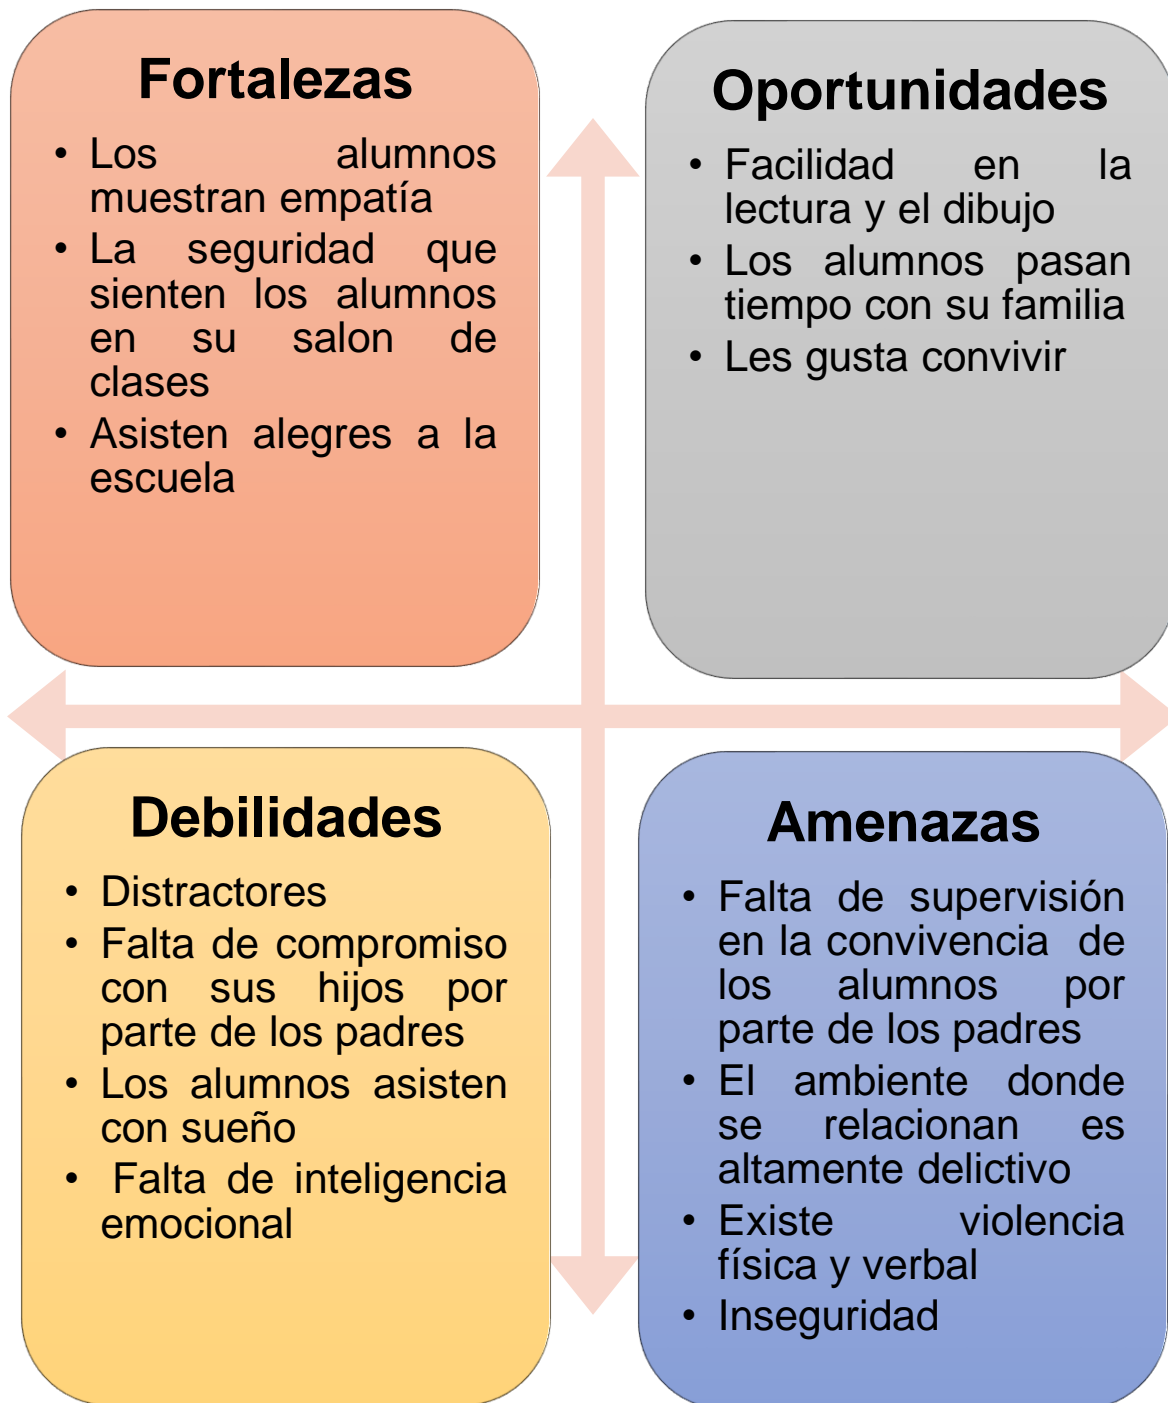 Fortalezas
• Los alumnos
muestran empatía
• La seguridad que
sienten los alumnos
en su salon de
clases
• Asisten alegres a la
escuela
Oportunidades
• Facilidad en la
lectura y el dibujo
• Los alumnos pasan
tiempo con su familia
• Les gusta convivir
Debilidades
• Distractores
• Falta de compromiso
con sus hijos por
parte de los padres
• Los alumnos asisten
con sueño
• Falta de inteligencia
emocional
Amenazas
• Falta de supervisión
en la convivencia de
los alumnos por
parte de los padres
• El ambiente donde
se relacionan es
altamente delictivo
• Existe violencia
física y verbal
• Inseguridad